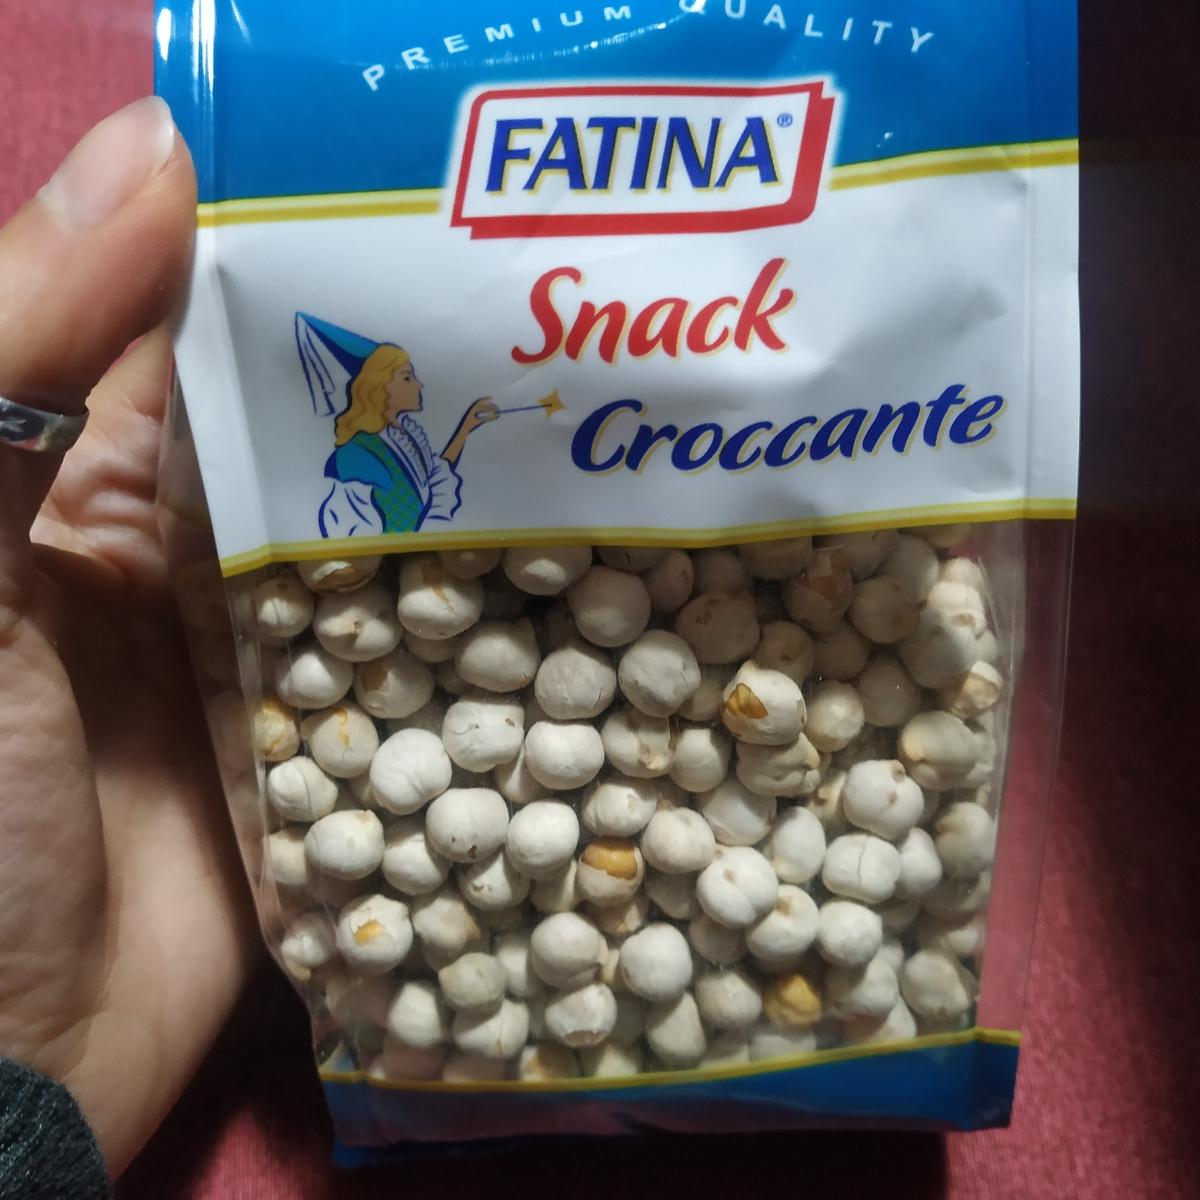 PREMIUM QUALITY
FATINA®
Snack
Croccante